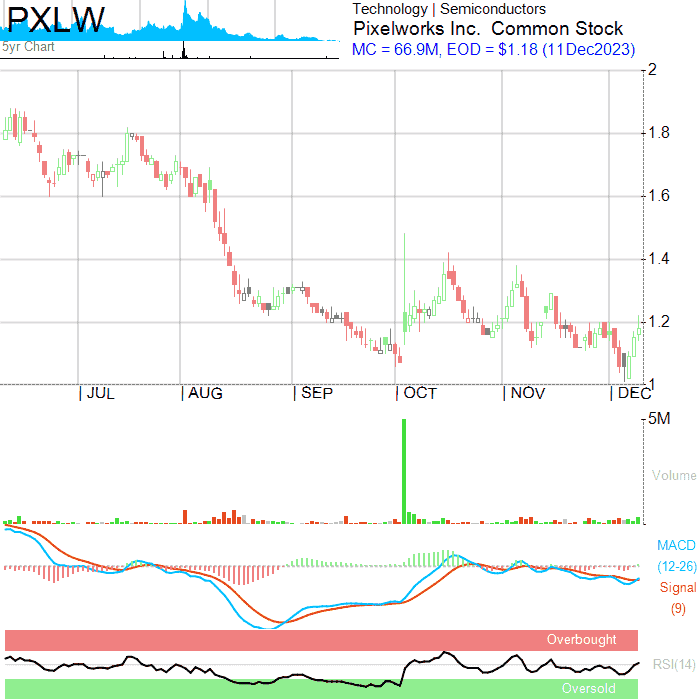 PXLW
5yr Chart
Technology | Semiconductors
Pixelworks Inc.  Common Stock
MC = 66.9M, EOD = $1.18 (11Dec2023)
2
1.8
1.6
1.4
1.2
1
| JUL | AUG | SEP | OCT | NOV | DEC
5M
Volume
MACD
(12-26)
Signal
(9)
Overbought
RSI(14)
Oversold